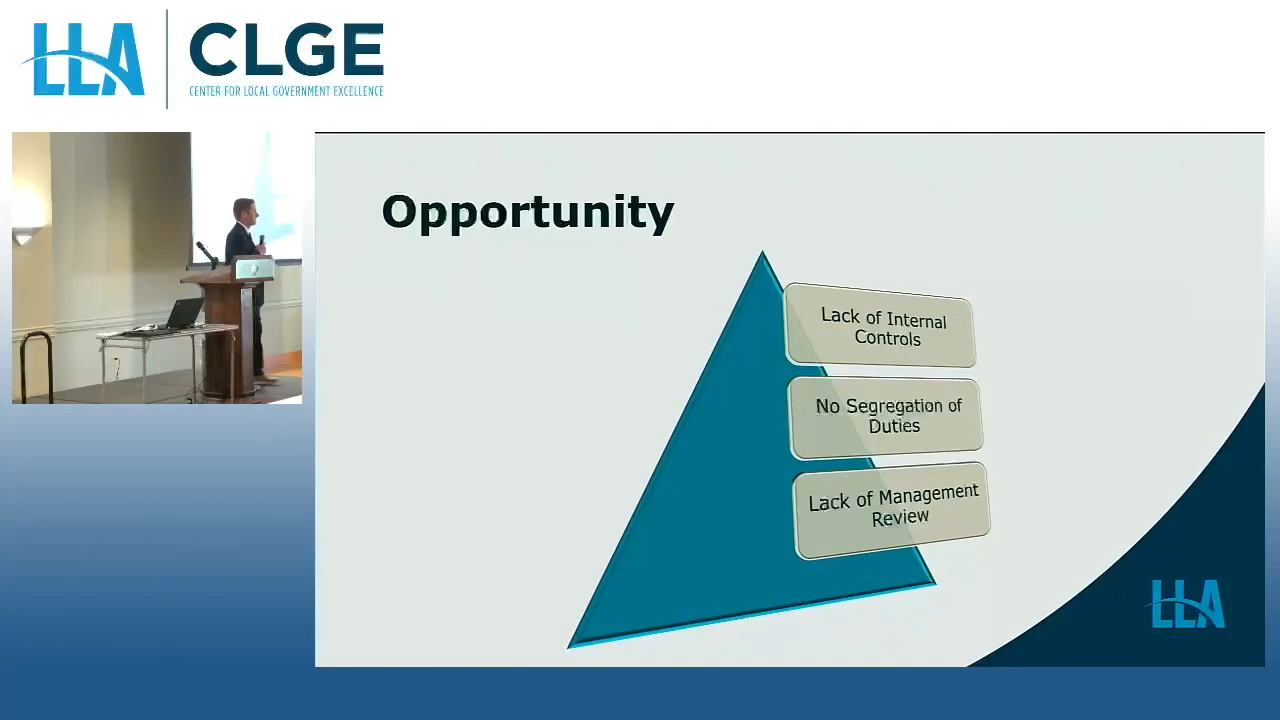 LLA
CLGE
CENTER FOR LOCAL GOVERNMENT EXCELLENCE
Opportunity
Lack of Internal
Controls
No Segregation of
Duties
Lack of Management
Review
LLA